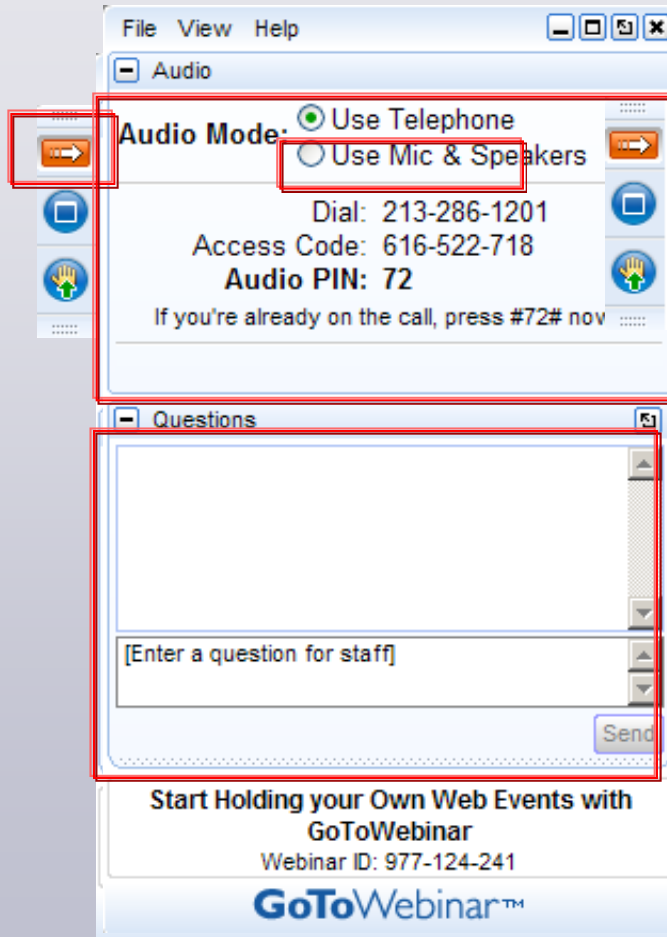 File View Help
Audio
Audio Mode:
Use Telephone
Use Mic & Speakers
Dial: 213-286-1201
Access Code: 616-522-718
Audio PIN: 72
If you're already on the call, press #72# nov
Questions
[Enter a question for staff]
Send
Start Holding your Own Web Events with
GoToWebinar
Webinar ID: 977-124-241
GoToWebinar™